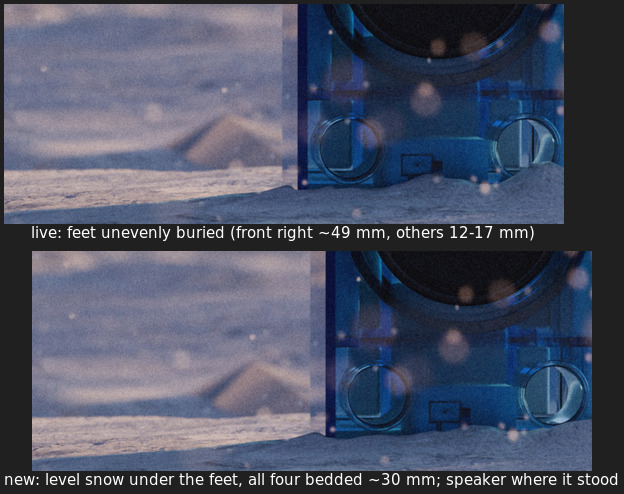 live: feet unevenly buried (front right ~49 mm, others 12-17 mm)
new: level snow under the feet, all four bedded ~30 mm; speaker where it stood